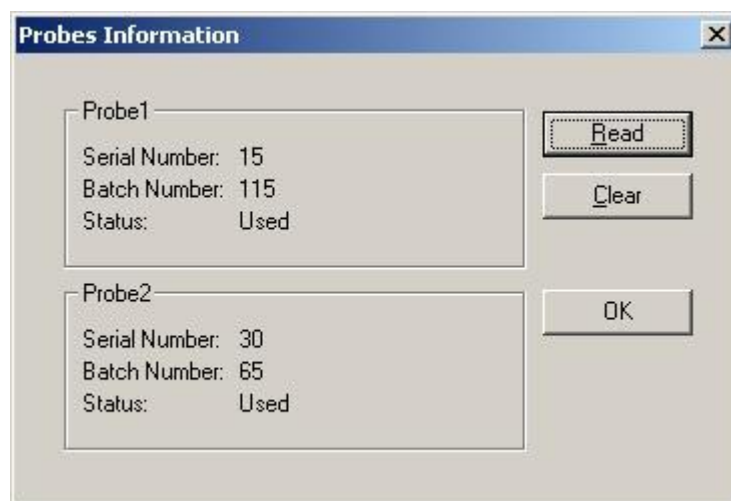 Probes Information
Probe1
Serial Number: 15
Batch Number: 115
Status: Used
Read
Clear
Probe2
Serial Number: 30
Batch Number: 65
Status: Used
OK